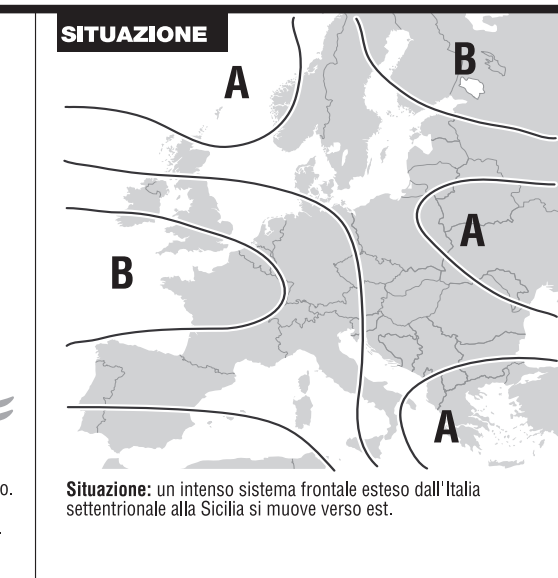 SITUAZIONE
A
B
A
B
A
o.
.
Situazione: un intenso sistema frontale esteso dall'Italia
settentrionale alla Sicilia si muove verso est.